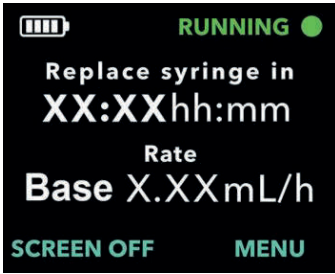 RUNNING
Replace syringe in
XX:XXhh:mm
Rate
Base X.XXmL/h
SCREEN OFF MENU